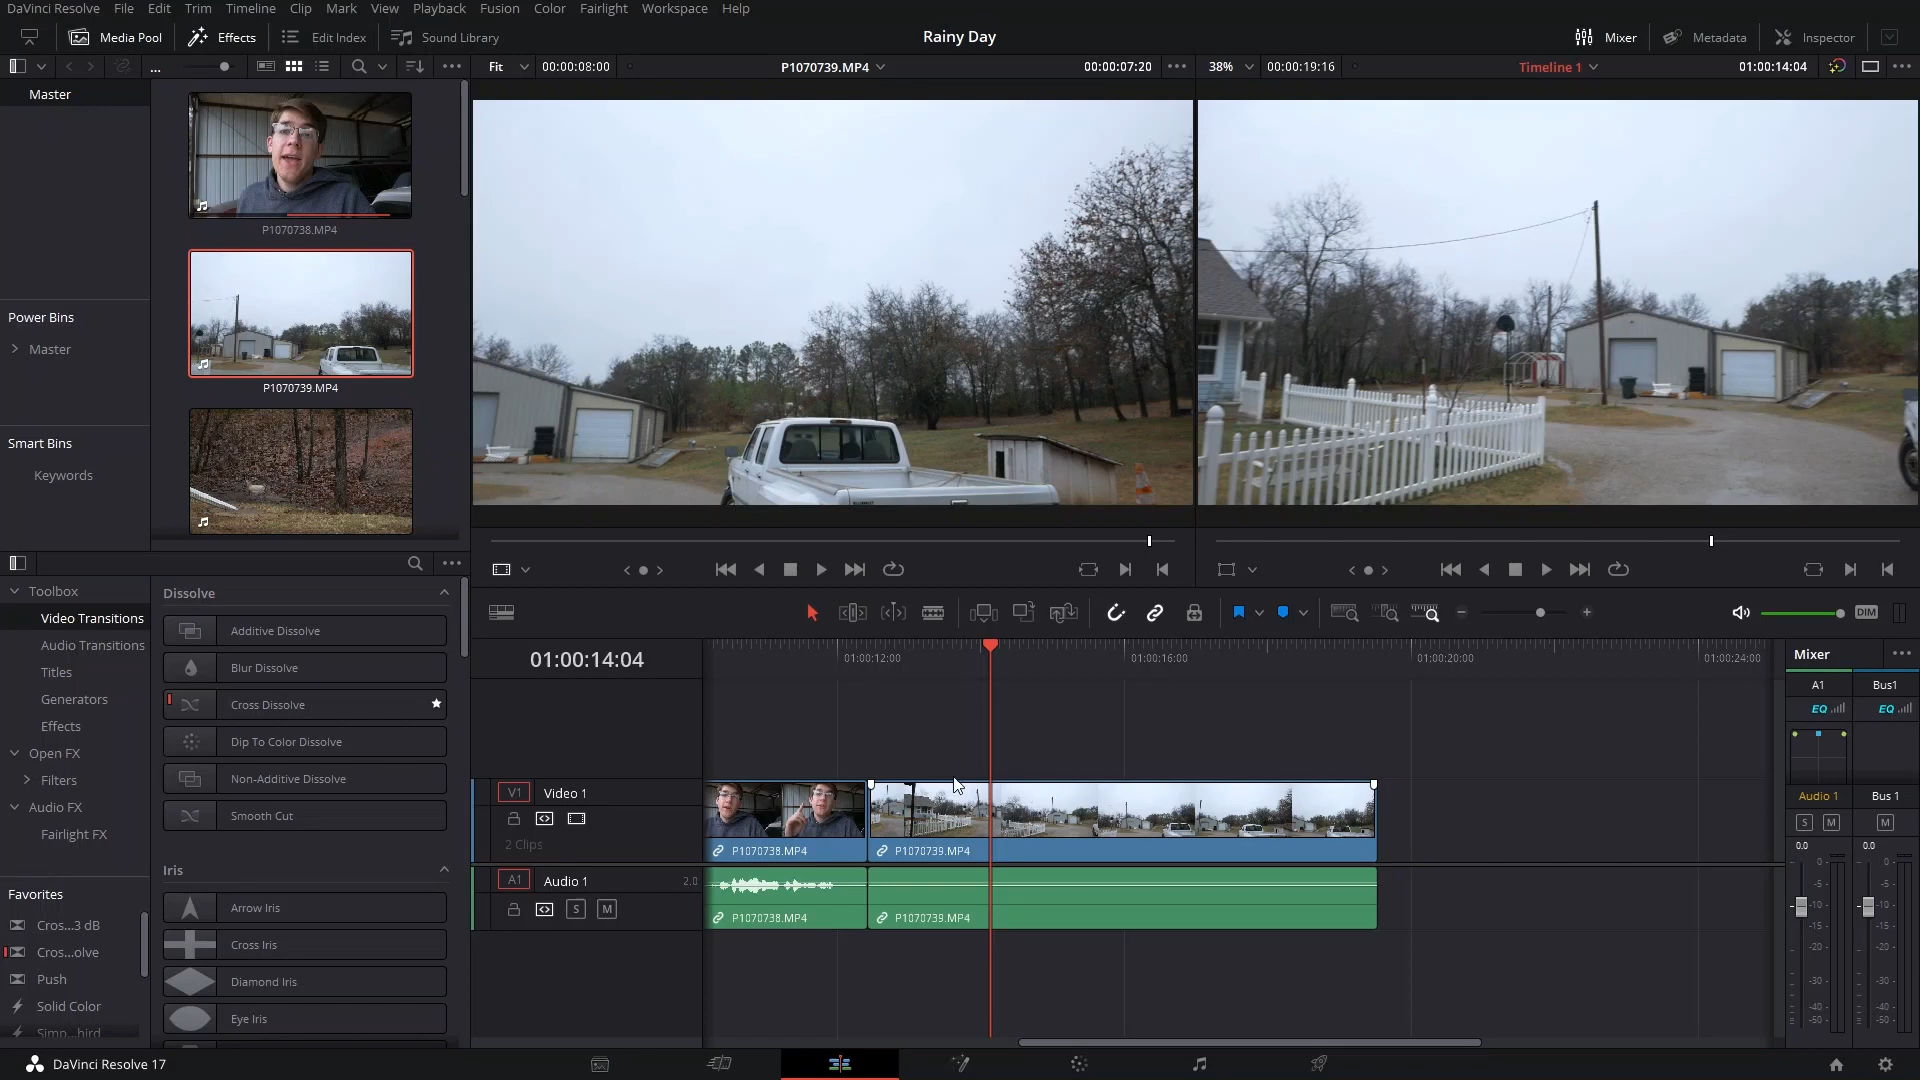 DaVinci Resolve File Edit Trim Timeline Clip Mark View Playback Fusion Color Fairlight Workspace Help
Media Pool Effects Edit Index Sound Library Rainy Day Mixer Metadata Inspector
... Fit 00:00:08:00 P1070739.MP4 00:00:07:20 38% 00:00:19:16 Timeline 1 01:00:14:04
Master
P1070738.MP4
Power Bins
Master
P1070739.MP4
Smart Bins
Keywords
Toolbox
Video Transitions
Audio Transitions
Titles
Generators
Effects
Open FX
Filters
Audio FX
Fairlight FX
Favorites
Cros...3 dB
Cros...olve
Push
Solid Color
Simp...hird
Dissolve
Additive Dissolve
Blur Dissolve
Cross Dissolve
Dip To Color Dissolve
Non-Additive Dissolve
Smooth Cut
Iris
Arrow Iris
Cross Iris
Diamond Iris
Eye Iris
DIM
01:00:14:04
01:00:12:00 01:00:16:00 01:00:20:00 01:00:24:00
V1 Video 1
2 Clips
P1070738.MP4 P1070739.MP4
A1 Audio 1 2.0
S M
P1070738.MP4 P1070739.MP4
Mixer
A1 Bus1
EQ EQ
Audio 1 Bus 1
S M M
0.0 0.0
0 0
-5 -5
-10 -10
-15 -15
-20 -20
-30 -30
-40 -40
-50 -50
DaVinci Resolve 17